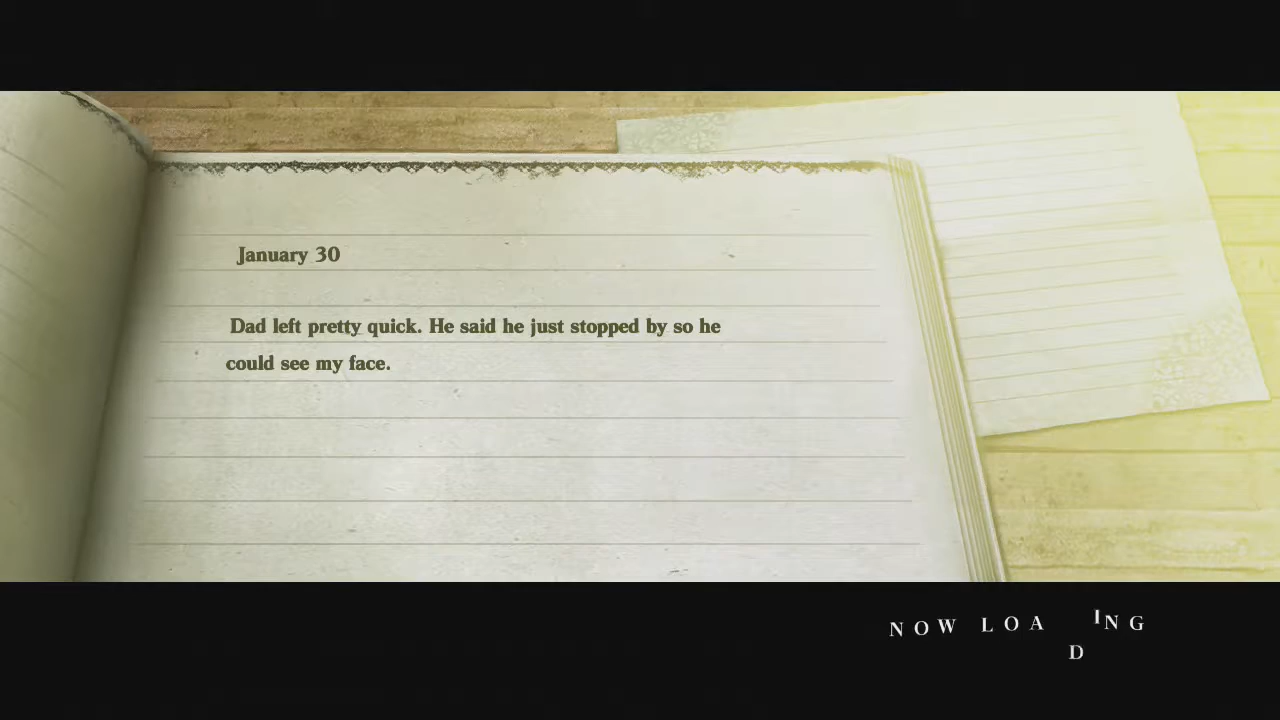 January 30
Dad left pretty quick. He said he just stopped by so he
could see my face.
NOW LOADING